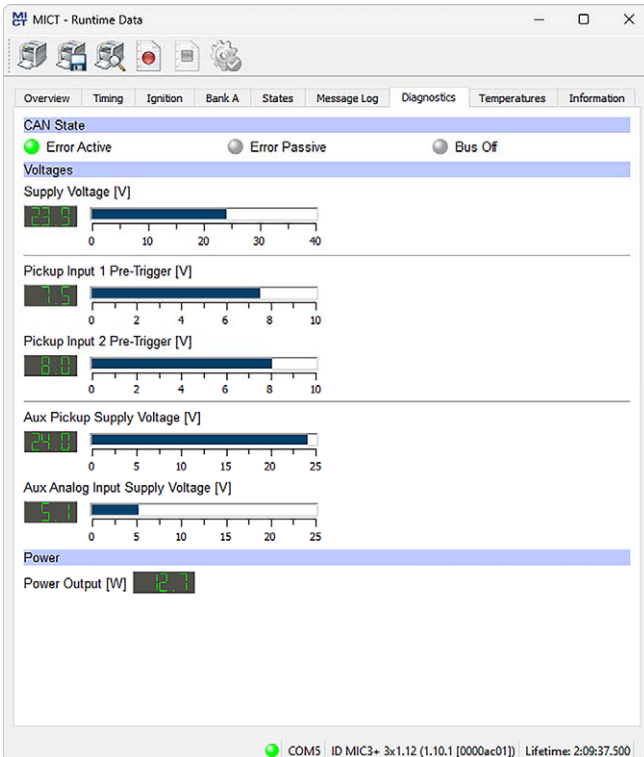 MICT - Runtime Data
Overview Timing Ignition Bank A States Message Log Diagnostics Temperatures Information
CAN State
Error Active Error Passive Bus Off
Voltages
Supply Voltage [V]
23.9
0 10 20 30 40
Pickup Input 1 Pre-Trigger [V]
7.5
0 2 4 6 8 10
Pickup Input 2 Pre-Trigger [V]
8.0
0 2 4 6 8 10
Aux Pickup Supply Voltage [V]
24.0
0 5 10 15 20 25
Aux Analog Input Supply Voltage [V]
5.1
0 5 10 15 20 25
Power
Power Output [W] 12.7
COM5 ID MIC3+ 3x1.12 (1.10.1 [0000ac01]) Lifetime: 2:09:37.500